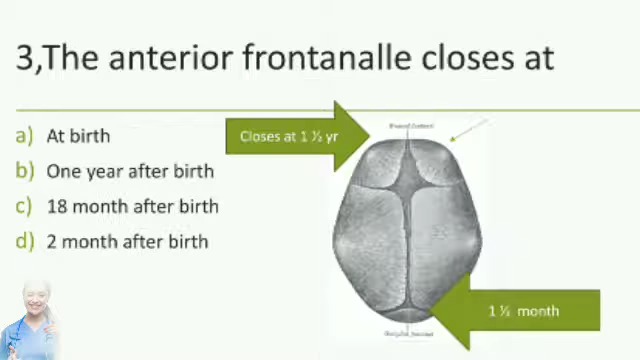 3,The anterior frontanalle closes at
a) At birth
b) One year after birth
c) 18 month after birth
d) 2 month after birth
Closes at 1 ½ yr
1 ½ month